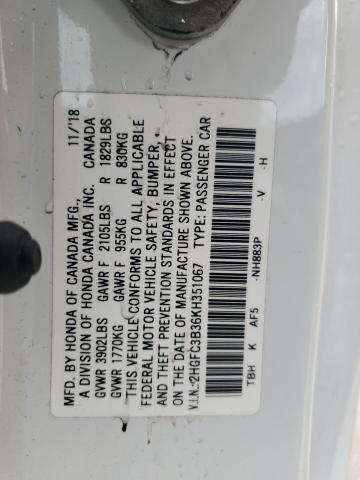 MFD. BY HONDA OF CANADA MFG., 11/'18
A DIVISION OF HONDA CANADA INC. CANADA
GVWR 3902LBS GAWR F 2105LBS R 1829LBS
GVWR 1770KG GAWR F 955KG R 830KG
THIS VEHICLE CONFORMS TO ALL APPLICABLE
FEDERAL MOTOR VEHICLE SAFETY, BUMPER,
AND THEFT PREVENTION STANDARDS IN EFFECT
ON THE DATE OF MANUFACTURE SHOWN ABOVE.
V.I.N.: 2HGFC3B36KH351067 TYPE: PASSENGER CAR
TBH K AF5 -NH883P -V -H